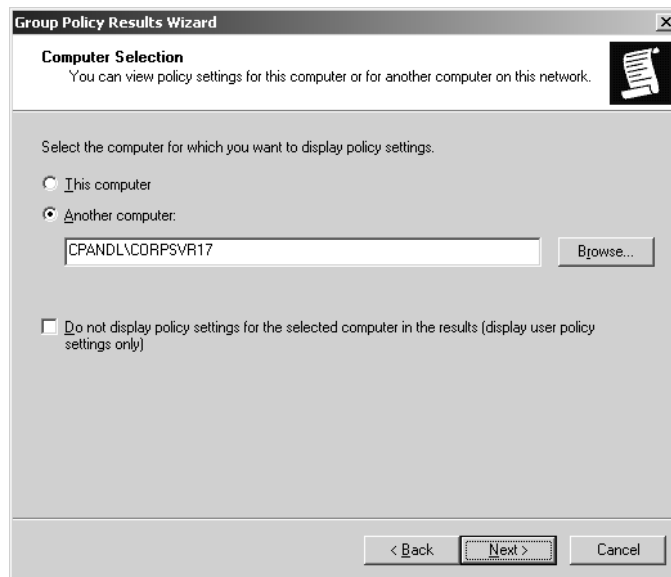 Group Policy Results Wizard
Computer Selection
You can view policy settings for this computer or for another computer on this network.
Select the computer for which you want to display policy settings.
This computer
Another computer:
CPANDL\CORPSVR17
Browse...
Do not display policy settings for the selected computer in the results (display user policy
settings only)
< Back
Next >
Cancel